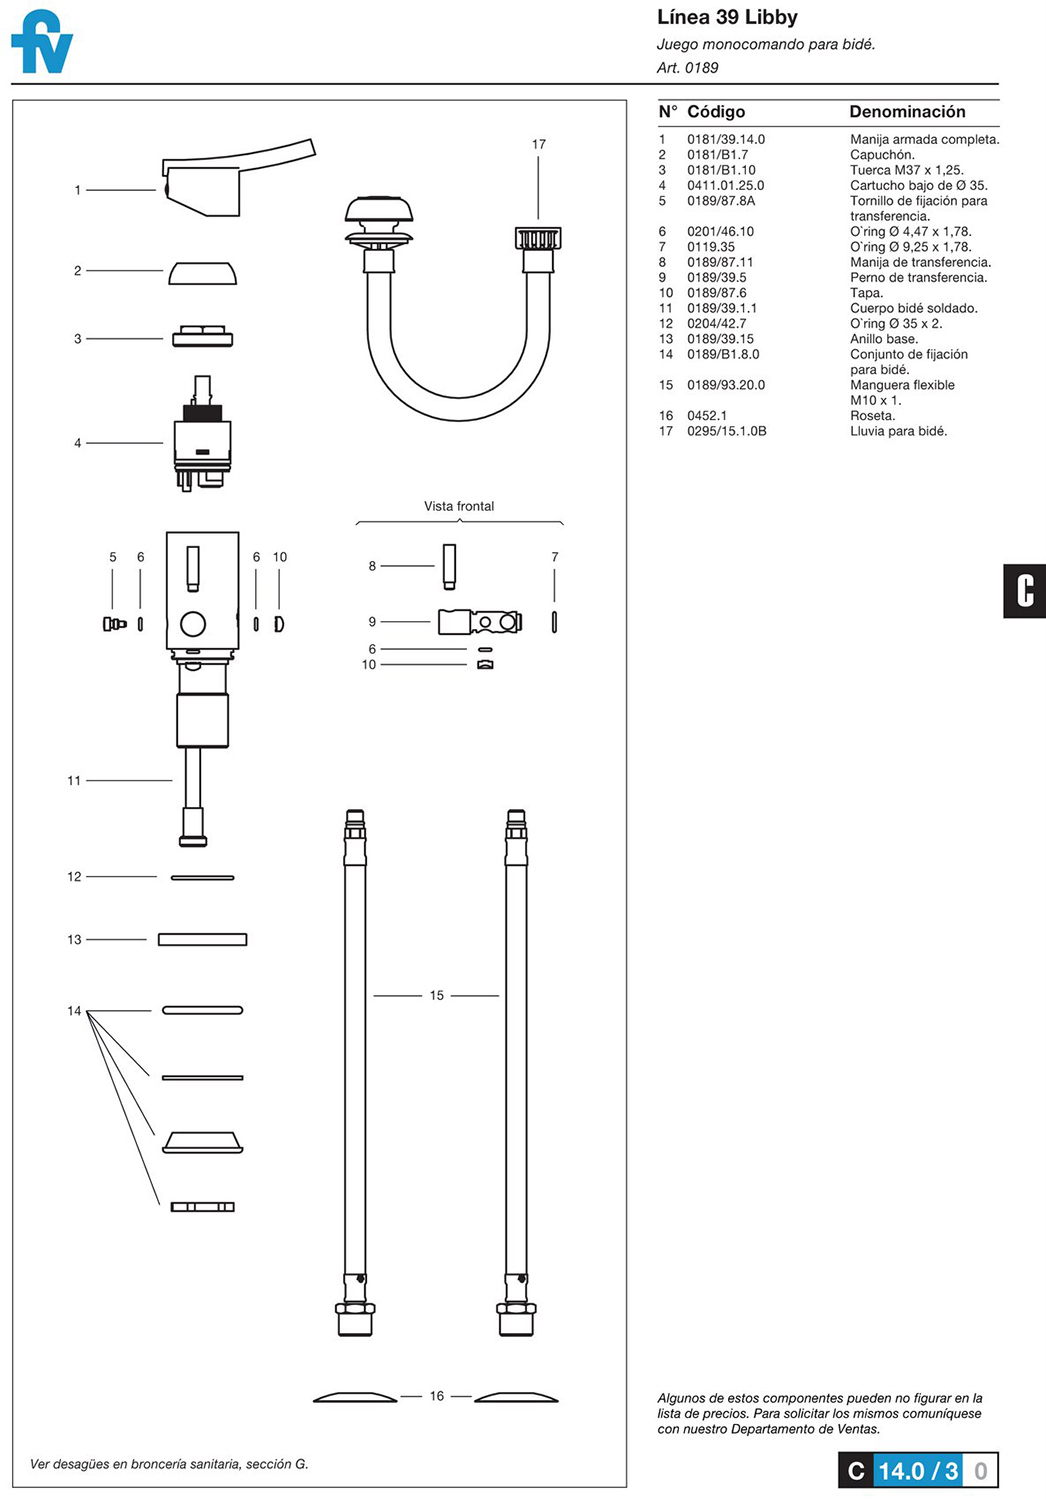 fv
Línea 39 Libby
Juego monocomando para bidé.
Art. 0189
N° Código Denominación
1 0181/39.14.0 Manija armada completa.
2 0181/B1.7 Capuchón.
3 0181/B1.10 Tuerca M37 x 1,25.
4 0411.01.25.0 Cartucho bajo de Ø 35.
5 0189/87.8A Tornillo de fijación para
transferencia.
6 0201/46.10 O`ring Ø 4,47 x 1,78.
7 0119.35 O`ring Ø 9,25 x 1,78.
8 0189/87.11 Manija de transferencia.
9 0189/39.5 Perno de transferencia.
10 0189/87.6 Tapa.
11 0189/39.1.1 Cuerpo bidé soldado.
12 0204/42.7 O`ring Ø 35 x 2.
13 0189/39.15 Anillo base.
14 0189/B1.8.0 Conjunto de fijación
para bidé.
15 0189/93.20.0 Manguera flexible
M10 x 1.
16 0452.1 Roseta.
17 0295/15.1.0B Lluvia para bidé.
17
1
2
3
4
Vista frontal
5 6 6 10
8 7
9
6
10
11
12
13
14
15
16
C
Algunos de estos componentes pueden no figurar en la
lista de precios. Para solicitar los mismos comuníquese
con nuestro Departamento de Ventas.
Ver desagües en broncería sanitaria, sección G.
C 14.0 / 3 0